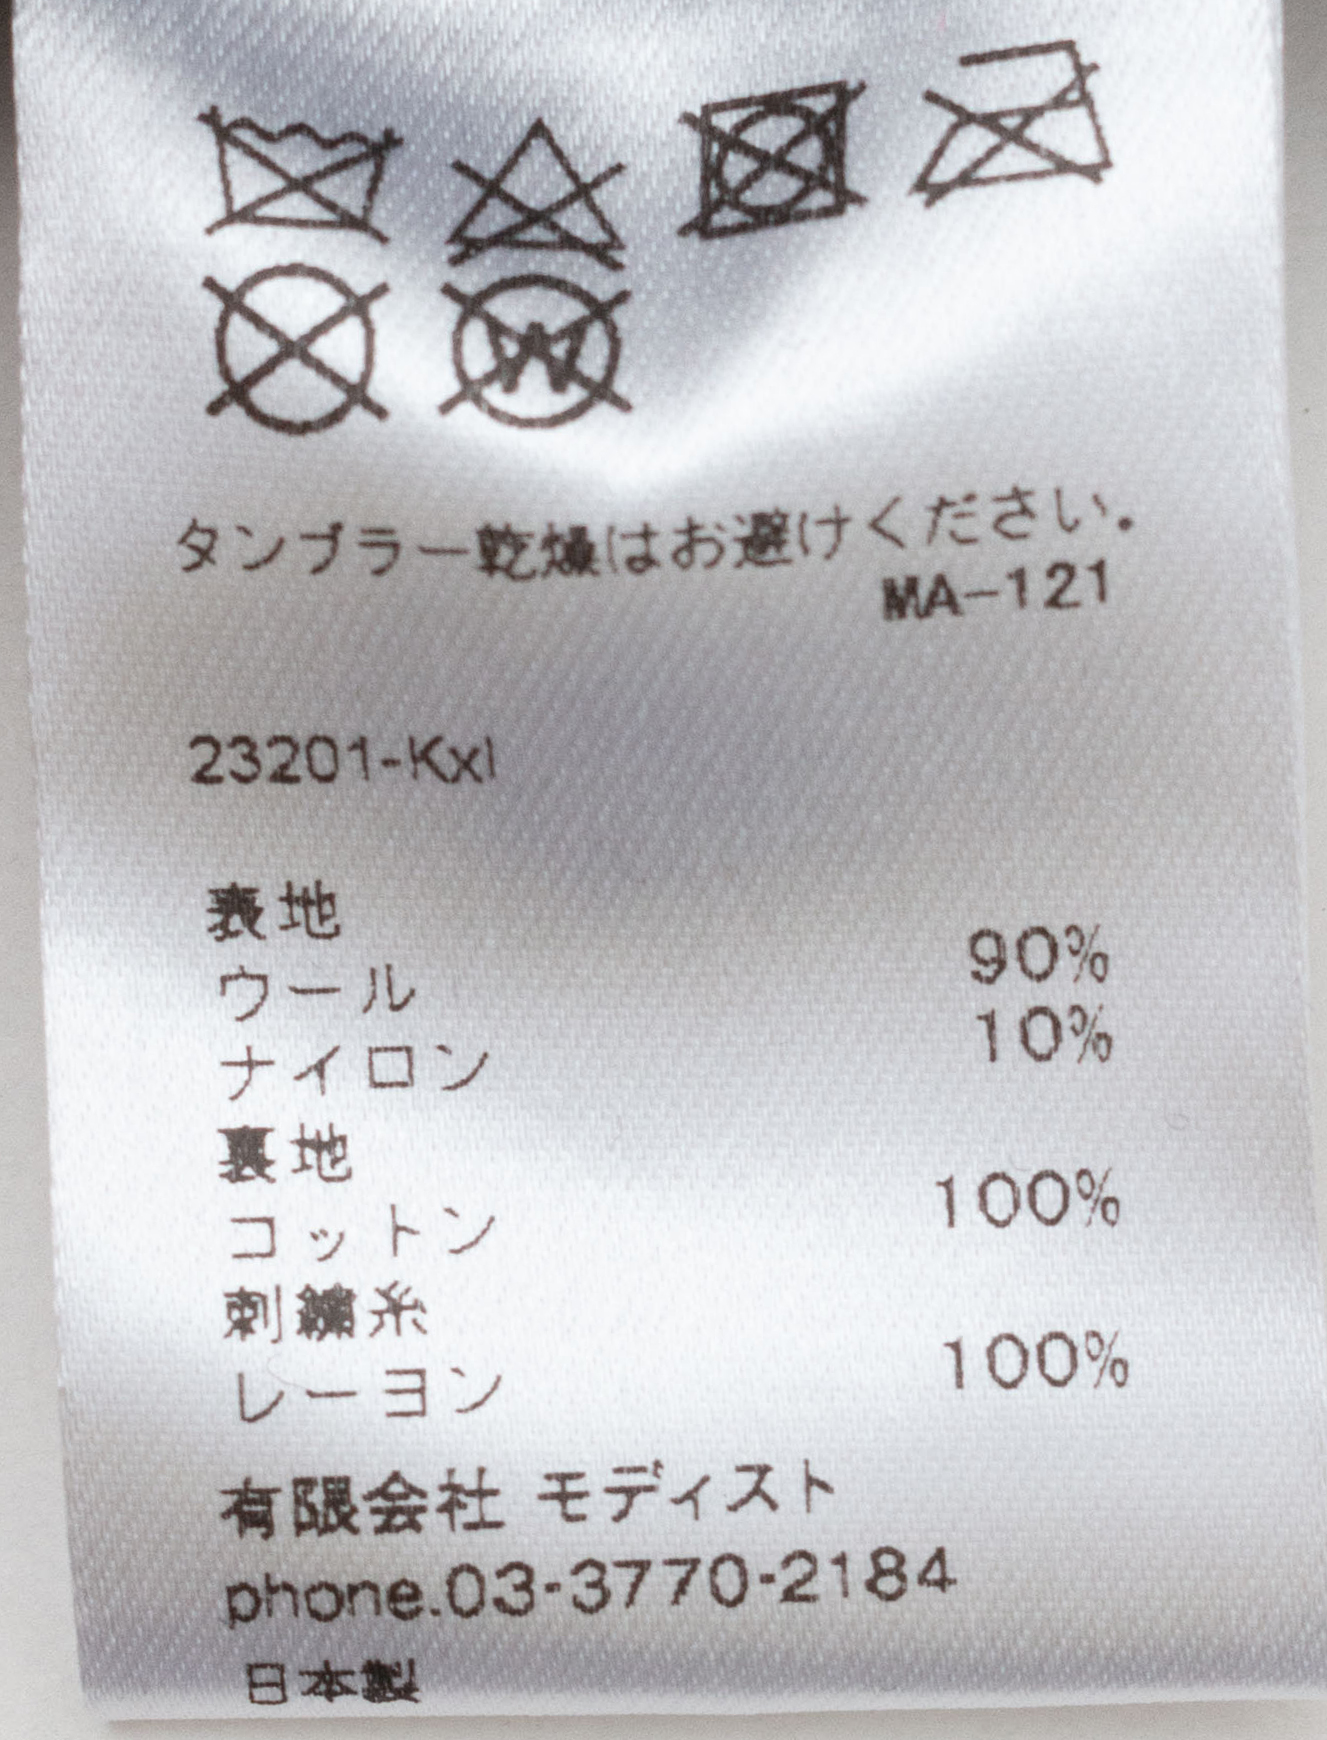 W
タンブラー乾燥はお避けください。
MA-121
23201-Kxl
表地
ウール 90%
ナイロン 10%
裏地
コットン 100%
刺繍糸
レーヨン 100%
有限会社 モディスト
phone.03-3770-2184
日本製